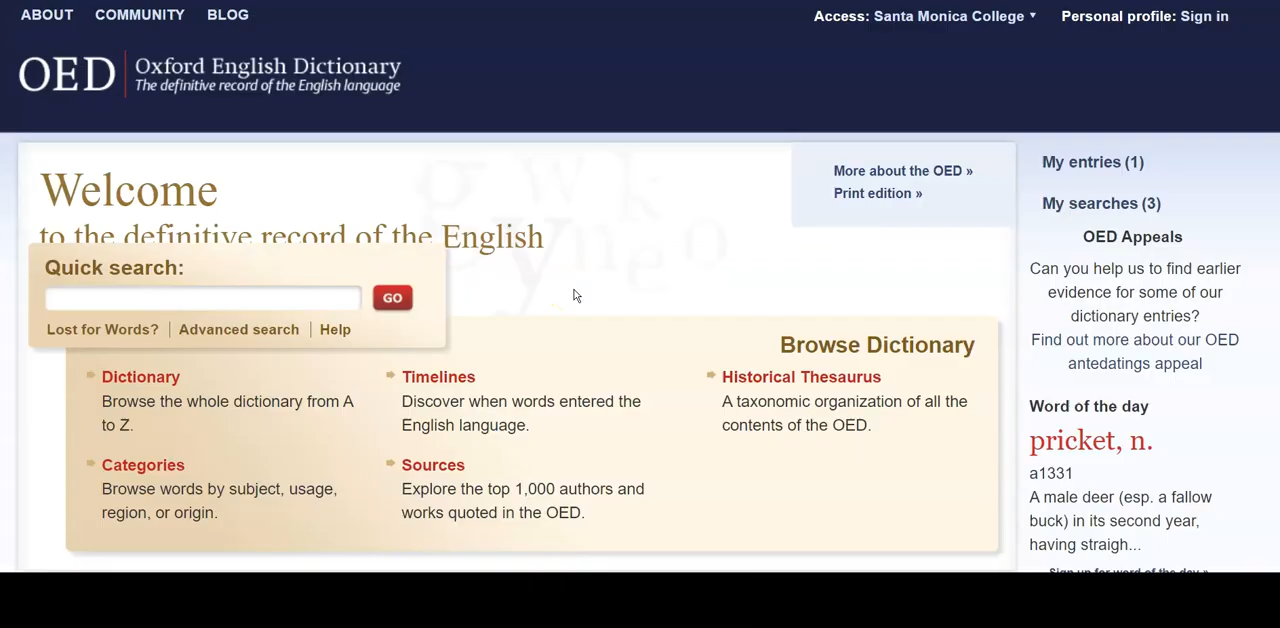 ABOUT COMMUNITY BLOG
Access: Santa Monica College Personal profile: Sign in
OED Oxford English Dictionary
The definitive record of the English language
Welcome
to the definitive record of the English
More about the OED »
Print edition »
Quick search:
GO
Lost for Words? Advanced search Help
Browse Dictionary
Dictionary
Browse the whole dictionary from A
to Z.
Timelines
Discover when words entered the
English language.
Historical Thesaurus
A taxonomic organization of all the
contents of the OED.
Categories
Browse words by subject, usage,
region, or origin.
Sources
Explore the top 1,000 authors and
works quoted in the OED.
My entries (1)
My searches (3)
OED Appeals
Can you help us to find earlier
evidence for some of our
dictionary entries?
Find out more about our OED
antedatings appeal
Word of the day
pricket, n.
a1331
A male deer (esp. a fallow
buck) in its second year,
having straigh...
Sign up for word of the day »